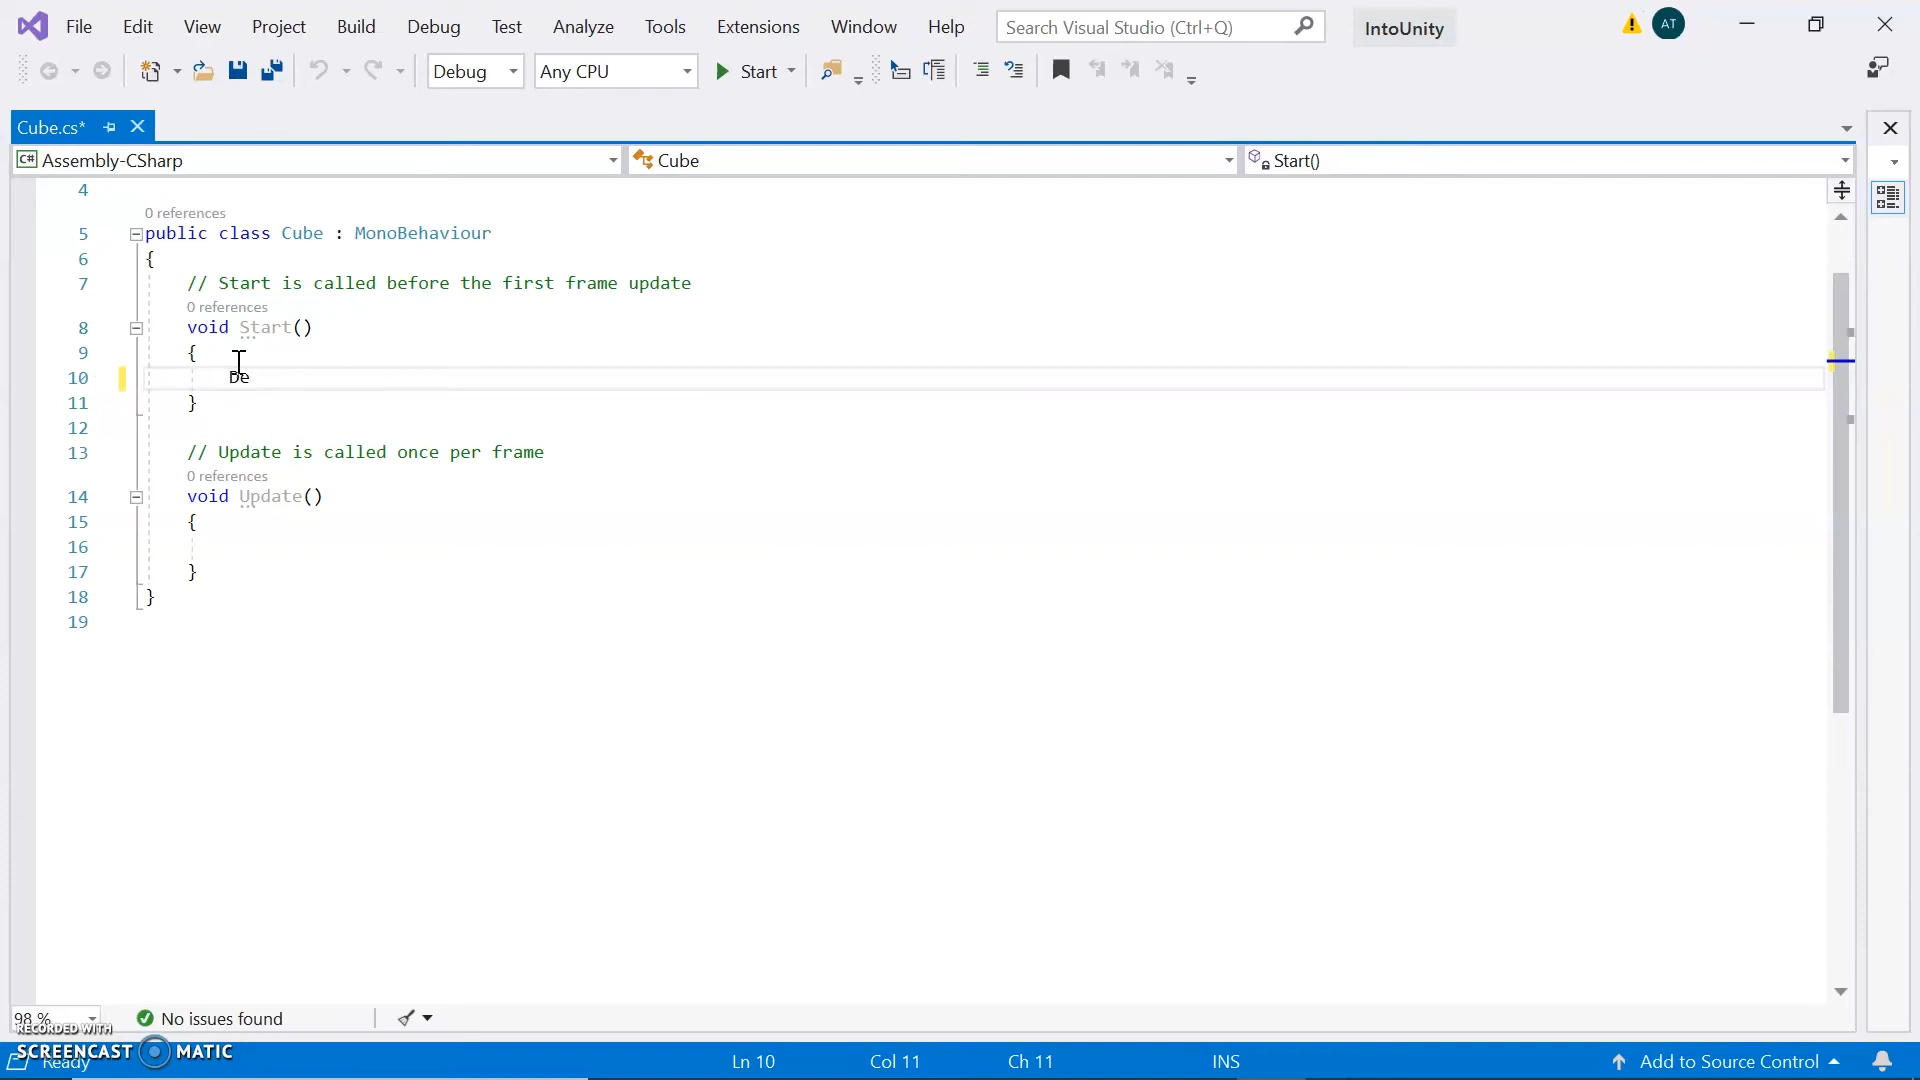 File Edit View Project Build Debug Test Analyze Tools Extensions Window Help Search Visual Studio (Ctrl+Q) IntoUnity AT
Debug Any CPU Start
Cube.cs*
C# Assembly-CSharp Cube Start()
4
0 references
5 public class Cube : MonoBehaviour
6 {
7 // Start is called before the first frame update
0 references
8 void Start()
9 {
10 De
11 }
12
13 // Update is called once per frame
0 references
14 void Update()
15 {
16
17 }
18 }
19
98 % No issues found
RECORDED WITH
SCREENCAST MATIC
Ready Ln 10 Col 11 Ch 11 INS Add to Source Control